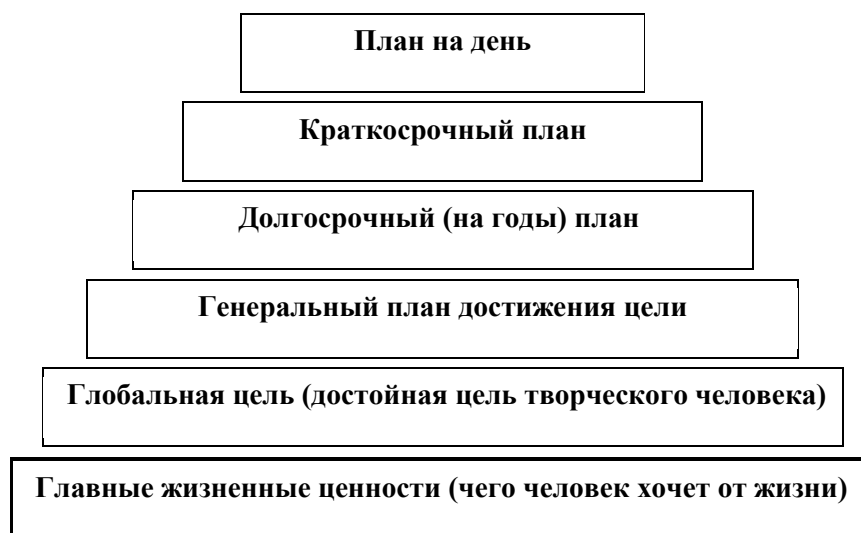 План на день
Краткосрочный план
Долгосрочный (на годы) план
Генеральный план достижения цели
Глобальная цель (достойная цель творческого человека)
Главные жизненные ценности (чего человек хочет от жизни)